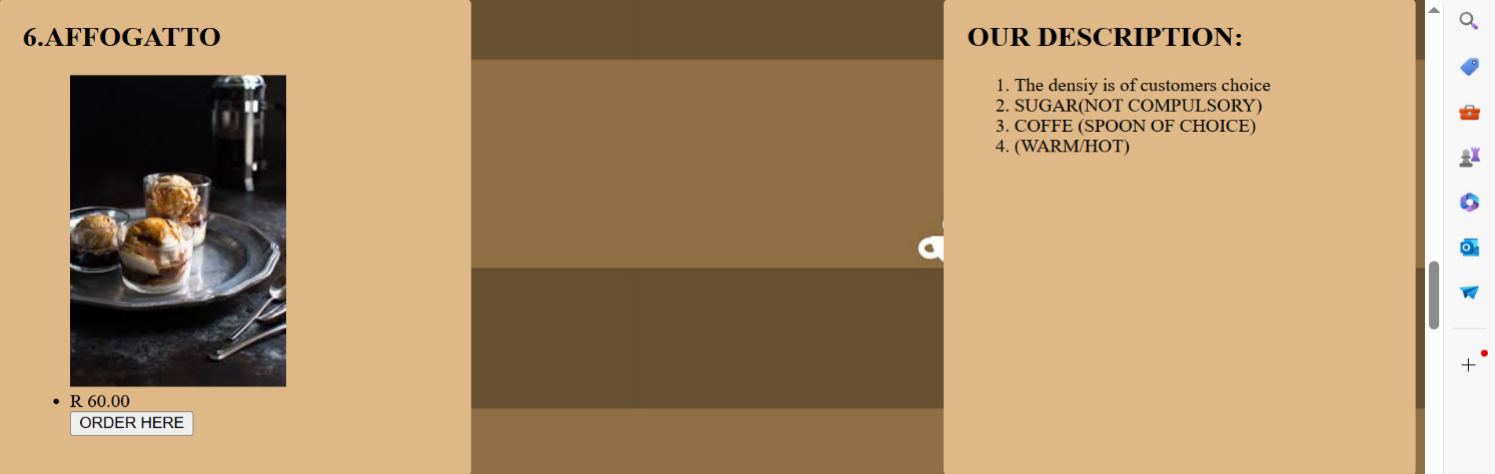 6.AFFOGATTO
R 60.00
ORDER HERE
OUR DESCRIPTION:
1. The densiy is of customers choice
2. SUGAR(NOT COMPULSORY)
3. COFFE (SPOON OF CHOICE)
4. (WARM/HOT)